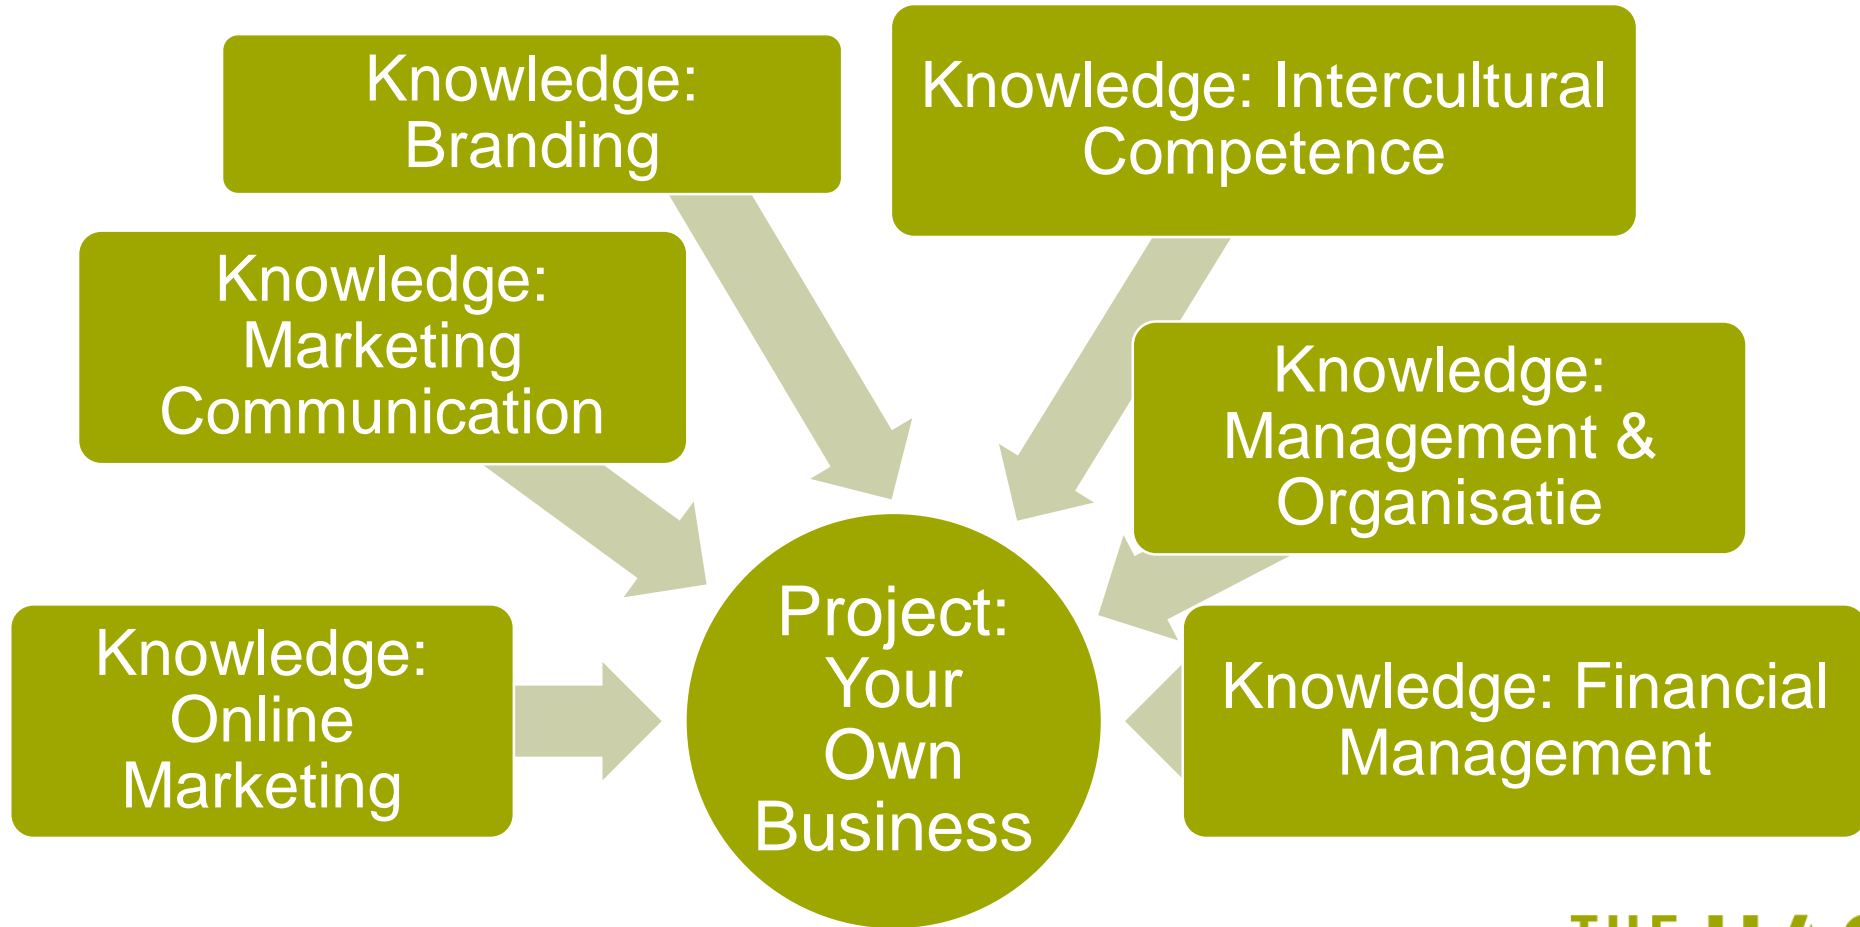 Knowledge:
Branding
Knowledge: Intercultural
Competence
Knowledge:
Marketing
Communication
Knowledge:
Management &
Organisatie
Knowledge:
Online
Marketing
Project:
Your
Own
Business
Knowledge: Financial
Management
THE